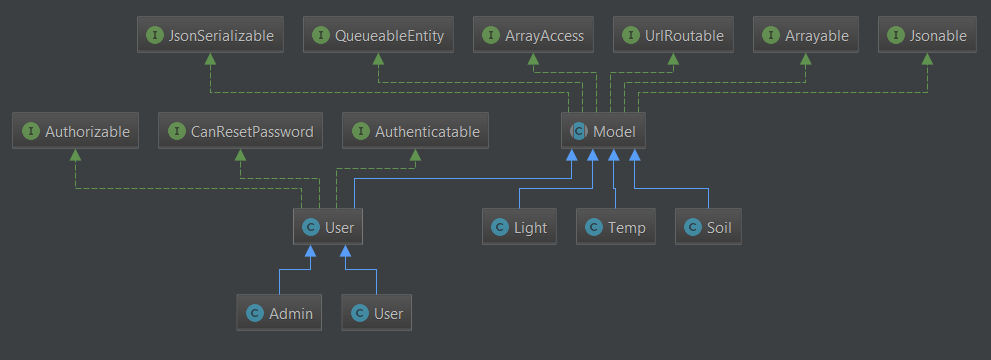 I JsonSerializable I QueueableEntity I ArrayAccess I UrlRoutable I Arrayable I Jsonable
I Authorizable I CanResetPassword I Authenticatable C Model
C User C Light C Temp C Soil
C Admin C User